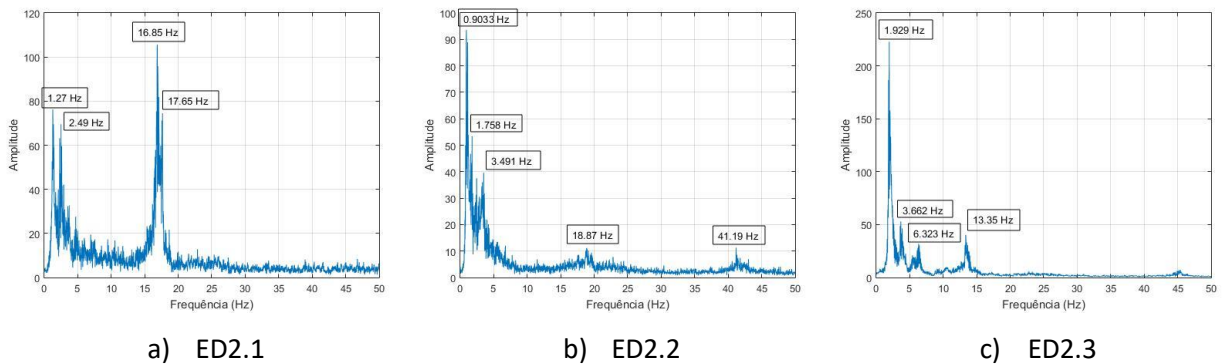 120
100
80
60
40
20
0
Amplitude
16.85 Hz
1.27 Hz
17.65 Hz
2.49 Hz
0 5 10 15 20 25 30 35 40 45 50
Frequência (Hz)
a) ED2.1
100
90
80
70
60
50
40
30
20
10
0
Amplitude
0.9033 Hz
1.758 Hz
3.491 Hz
18.87 Hz
41.19 Hz
0 5 10 15 20 25 30 35 40 45 50
Frequência (Hz)
b) ED2.2
250
200
150
100
50
0
Amplitude
1.929 Hz
3.662 Hz
13.35 Hz
6.323 Hz
0 5 10 15 20 25 30 35 40 45 50
Frequência (Hz)
c) ED2.3